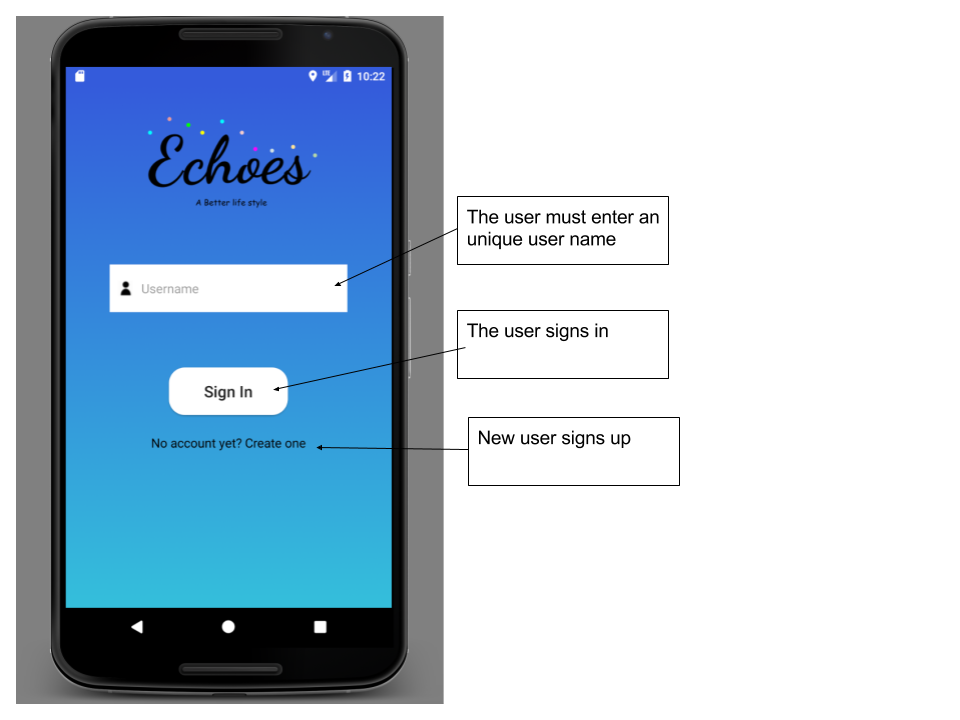 LTE 10:22
Echoes
A Better life style
The user must enter an
unique user name
Username
The user signs in
Sign In
New user signs up
No account yet? Create one